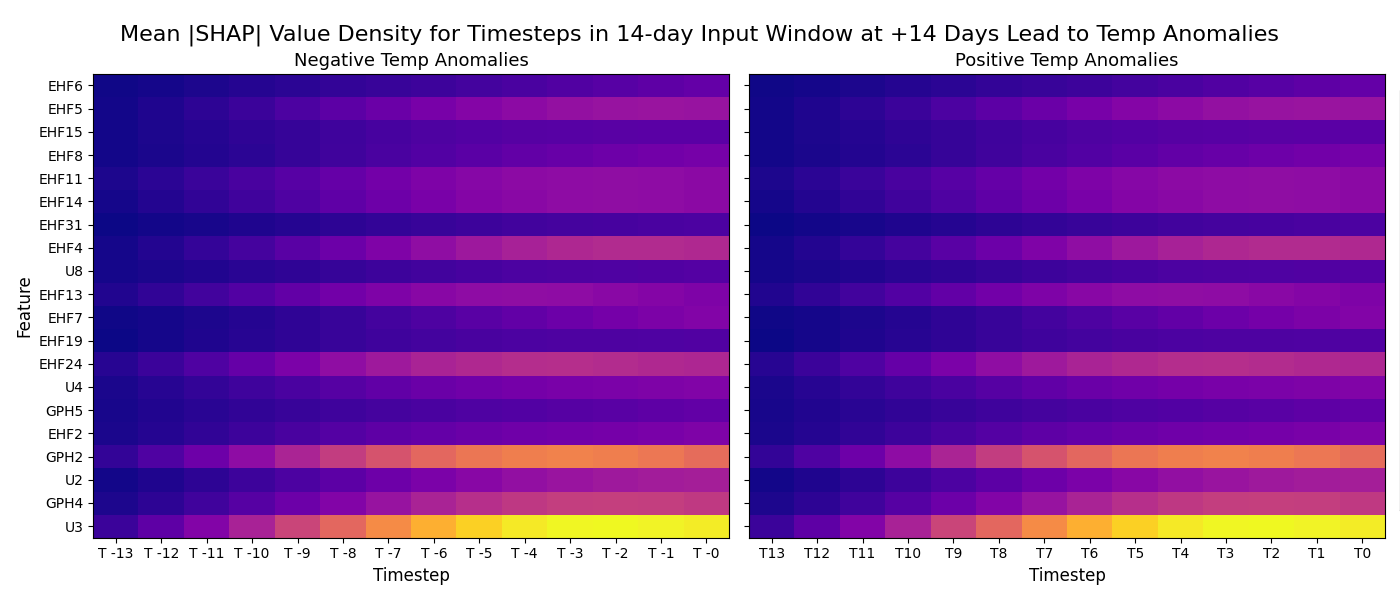 Mean |SHAP| Value Density for Timesteps in 14-day Input Window at +14 Days Lead to Temp Anomalies
Negative Temp Anomalies
Positive Temp Anomalies
Feature
EHF6
EHF5
EHF15
EHF8
EHF11
EHF14
EHF31
EHF4
U8
EHF13
EHF7
EHF19
EHF24
U4
GPH5
EHF2
GPH2
U2
GPH4
U3
T -13 T -12 T -11 T -10 T -9 T -8 T -7 T -6 T -5 T -4 T -3 T -2 T -1 T -0
T13 T12 T11 T10 T9 T8 T7 T6 T5 T4 T3 T2 T1 T0
Timestep
Timestep